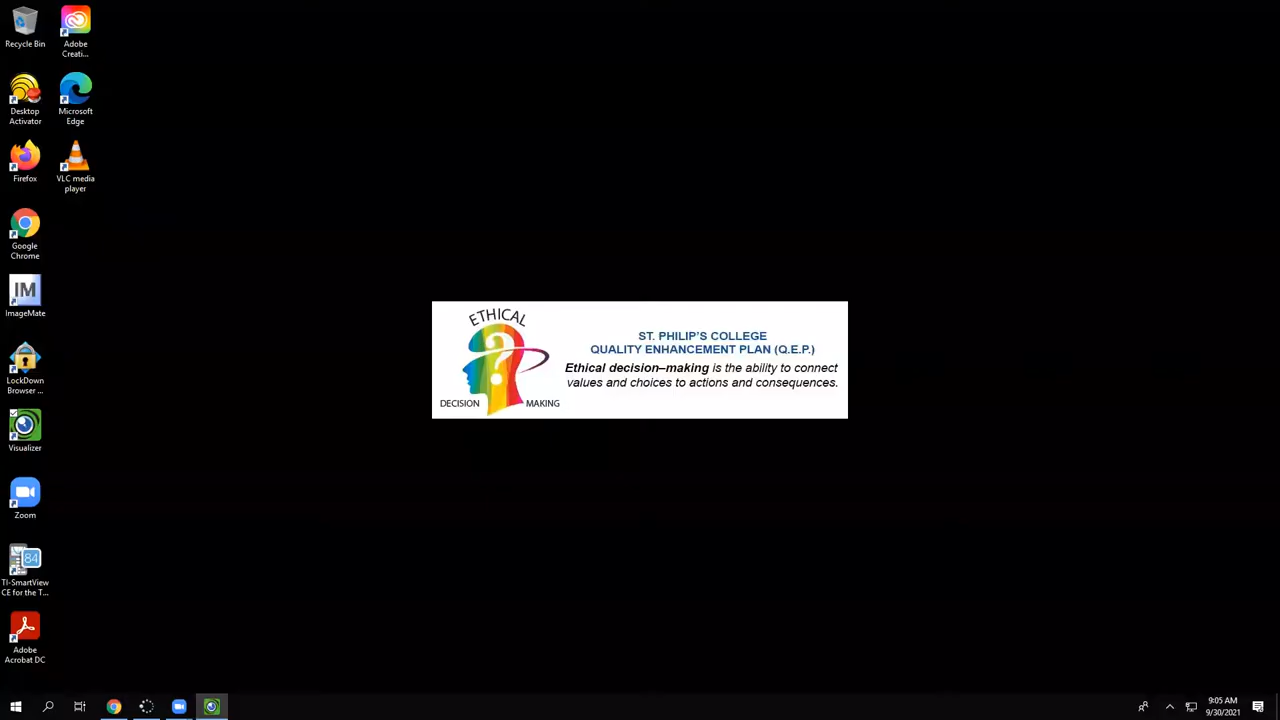 Recycle Bin
Adobe
Creati...
Desktop
Activator
Microsoft
Edge
Firefox
VLC media
player
Google
Chrome
IM
ImageMate
LockDown
Browser ...
Visualizer
Zoom
84
TI-SmartView
CE for the T...
Adobe
Acrobat DC
ETHICAL
DECISION
MAKING
ST. PHILIP'S COLLEGE
QUALITY ENHANCEMENT PLAN (Q.E.P.)
Ethical decision–making is the ability to connect
values and choices to actions and consequences.
9:05 AM
9/30/2021